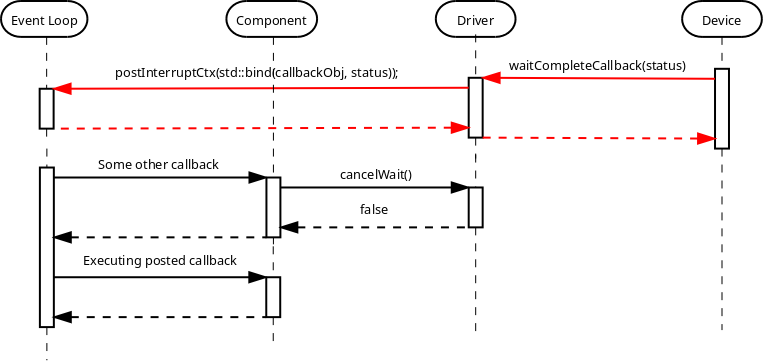 Event Loop
Component
Driver
Device
waitCompleteCallback(status)
postInterruptCtx(std::bind(callbackObj, status));
Some other callback
cancelWait()
false
Executing posted callback